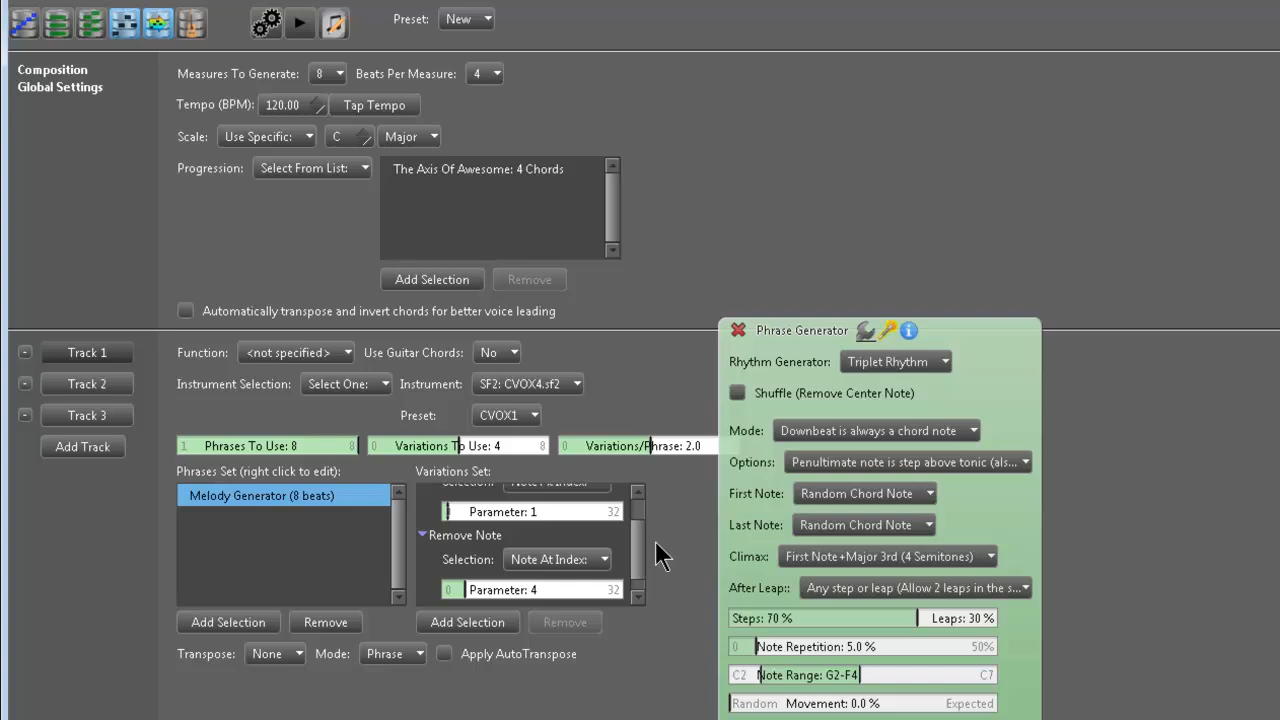 Preset: New
Composition
Global Settings
Measures To Generate: 8 Beats Per Measure: 4
Tempo (BPM): 120.00 Tap Tempo
Scale: Use Specific: C Major
Progression: Select From List: The Axis Of Awesome: 4 Chords
Add Selection Remove
Automatically transpose and invert chords for better voice leading
Track 1
Track 2
Track 3
Add Track
Function: <not specified> Use Guitar Chords: No
Instrument Selection: Select One: Instrument: SF2: CVOX4.sf2
Preset: CVOX1
1 Phrases To Use: 8 8 0 Variations To Use: 4 8 0 Variations/Phrase: 2.0
Phrases Set (right click to edit): Variations Set:
Melody Generator (8 beats)
Parameter: 1 32
Remove Note
Selection: Note At Index:
0 Parameter: 4 32
Add Selection Remove Add Selection Remove
Transpose: None Mode: Phrase Apply AutoTranspose
Phrase Generator
Rhythm Generator: Triplet Rhythm
Shuffle (Remove Center Note)
Mode: Downbeat is always a chord note
Options: Penultimate note is step above tonic (als...
First Note: Random Chord Note
Last Note: Random Chord Note
Climax: First Note+Major 3rd (4 Semitones)
After Leap:: Any step or leap (Allow 2 leaps in the s...
Steps: 70 % Leaps: 30 %
0 Note Repetition: 5.0 % 50%
C2 Note Range: G2-F4 C7
Random Movement: 0.0 % Expected